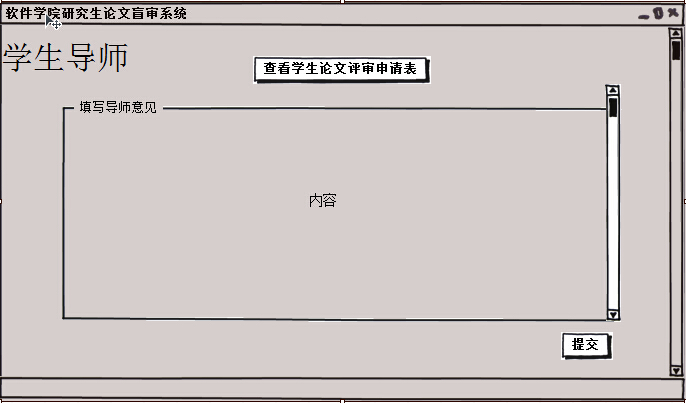 软件学院研究生论文盲审系统
学生导师
查看学生论文评审申请表
填写导师意见
内容
提交